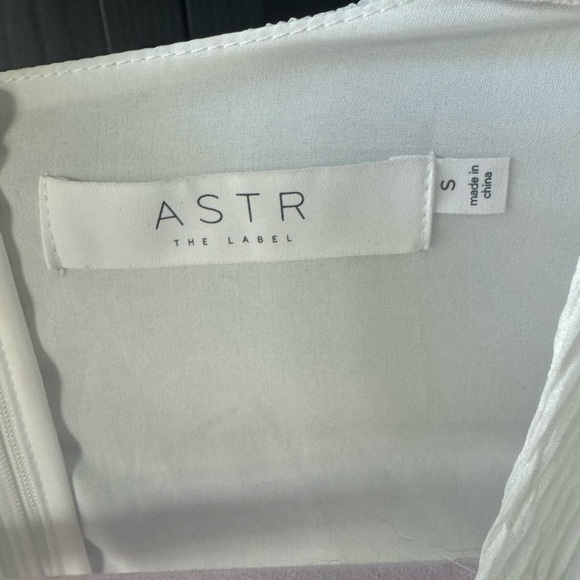 ASTR
THE LABEL
S
made in
china